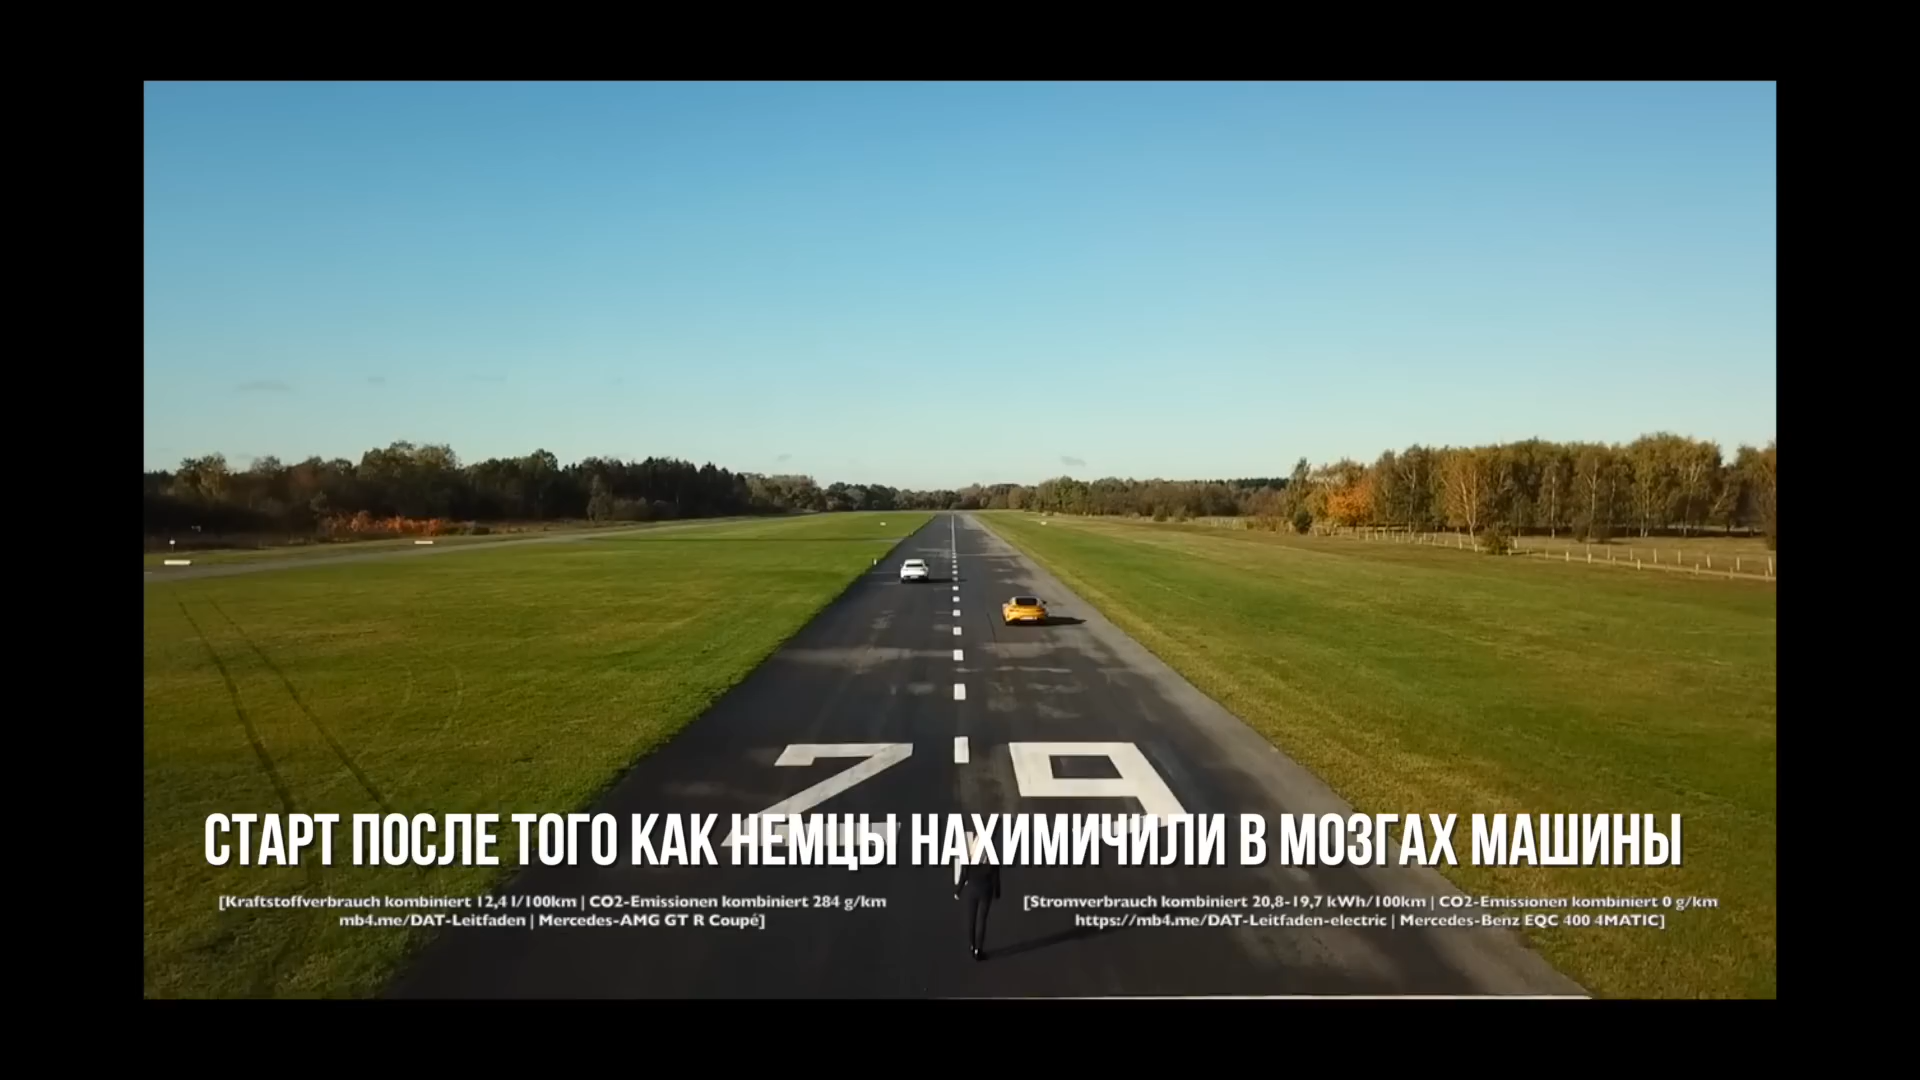 29
СТАРТ ПОСЛЕ ТОГО КАК НЕМЦЫ НАХИМИЧИЛИ В МОЗГАХ МАШИНЫ
[Kraftstoffverbrauch kombiniert 12,4 l/100km | CO2-Emissionen kombiniert 284 g/km
mb4.me/DAT-Leitfaden | Mercedes-AMG GT R Coupé]
[Stromverbrauch kombiniert 20,8-19,7 kWh/100km | CO2-Emissionen kombiniert 0 g/km
https://mb4.me/DAT-Leitfaden-electric | Mercedes-Benz EQC 400 4MATIC]